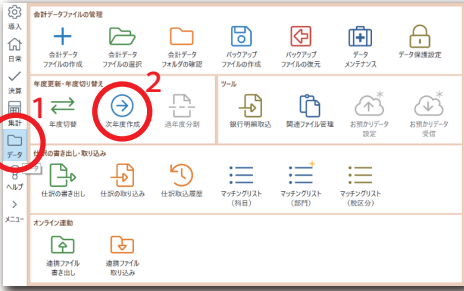 導入
日常
決算
集計
データ
ヘルプ
メニュー
1
2
会計データファイルの管理
会計データ
ファイルの作成
会計データ
ファイルの選択
会計データ
フォルダの確認
バックアップ
ファイルの作成
バックアップ
ファイルの復元
データ
メンテナンス
データ保護設定
年度更新・年度切り替え
年度切替
次年度作成
過年度分割
ツール
銀行明細取込
関連ファイル管理
お預かりデータ
設定
お預かりデータ
受信
仕訳の書き出し・取り込み
仕訳の書き出し
仕訳の取り込み
仕訳取込履歴
マッチングリスト
(科目)
マッチングリスト
(部門)
マッチングリスト
(税区分)
オンライン連動
連携ファイル
書き出し
連携ファイル
取り込み